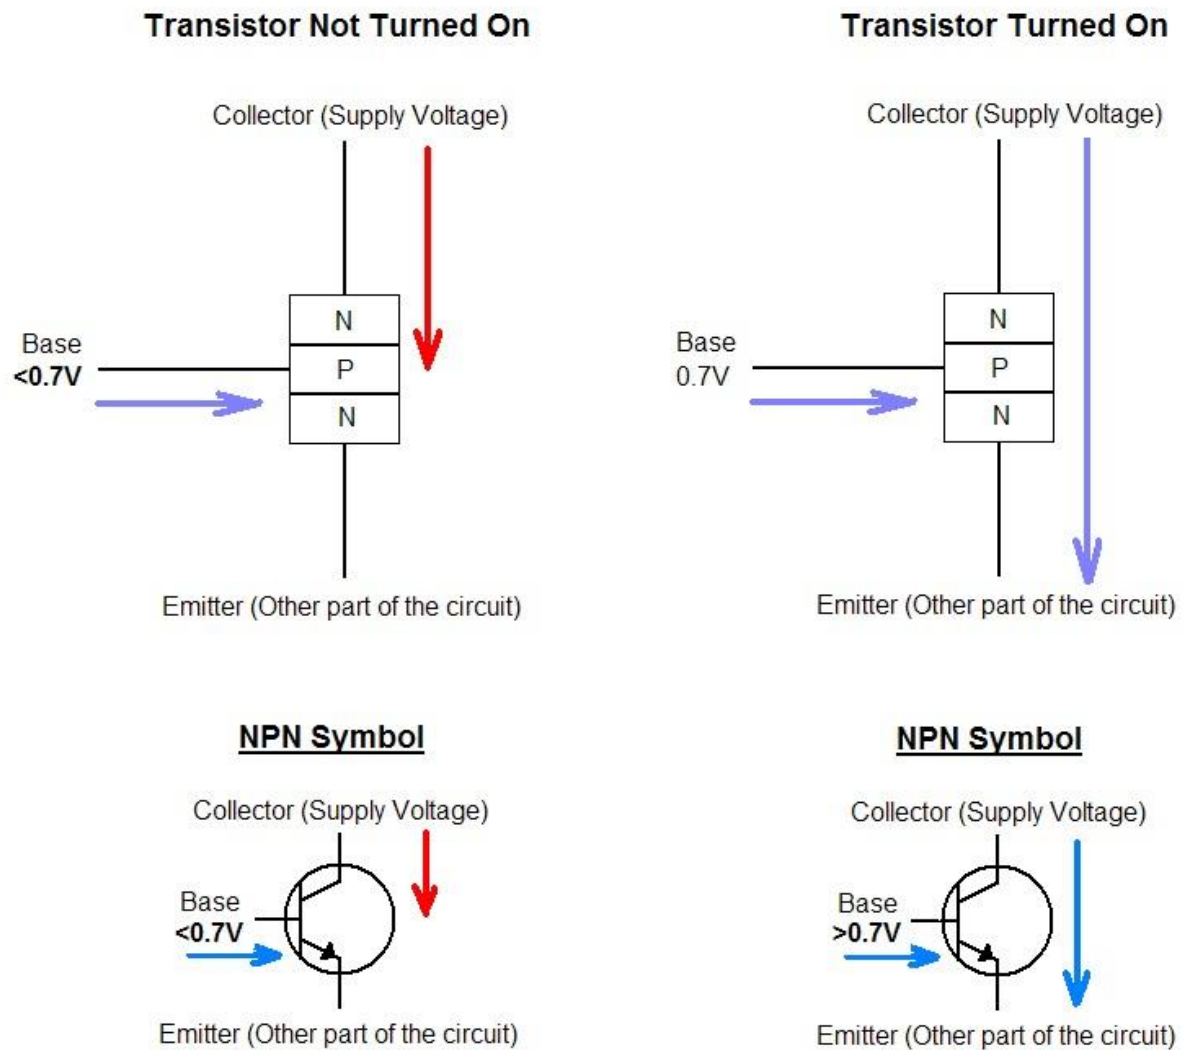 Transistor Not Turned On
Collector (Supply Voltage)
N
Base
P
<0.7V
N
Emitter (Other part of the circuit)
NPN Symbol
Collector (Supply Voltage)
Base
<0.7V
Emitter (Other part of the circuit)
Transistor Turned On
Collector (Supply Voltage)
N
Base
P
0.7V
N
Emitter (Other part of the circuit)
NPN Symbol
Collector (Supply Voltage)
Base
>0.7V
Emitter (Other part of the circuit)